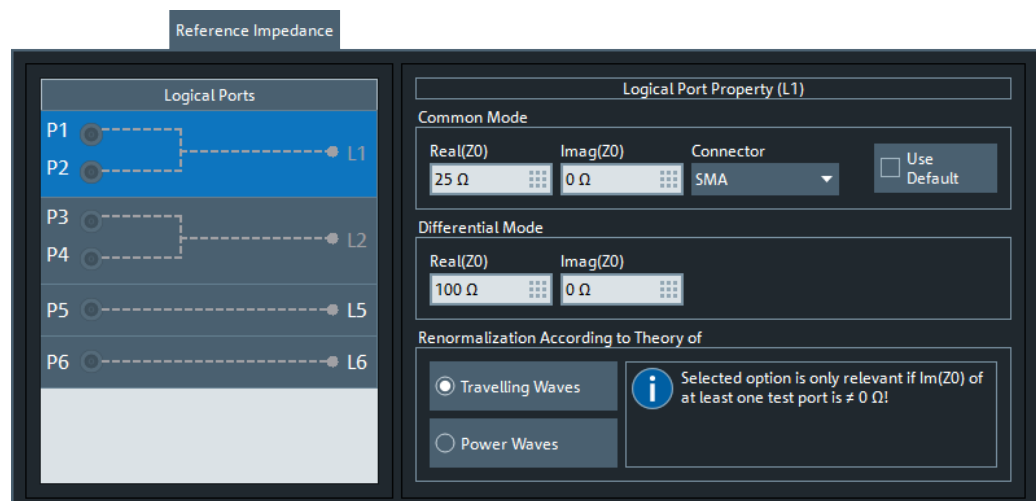 Reference Impedance
Logical Ports
P1
P2
L1
P3
P4
L2
P5
L5
P6
L6
Logical Port Property (L1)
Common Mode
Real(Z0)
Imag(Z0)
Connector
25 Ω
0 Ω
SMA
Use
Default
Differential Mode
Real(Z0)
Imag(Z0)
100 Ω
0 Ω
Renormalization According to Theory of
Travelling Waves
Power Waves
i
Selected option is only relevant if Im(Z0) of
at least one test port is ≠ 0 Ω!